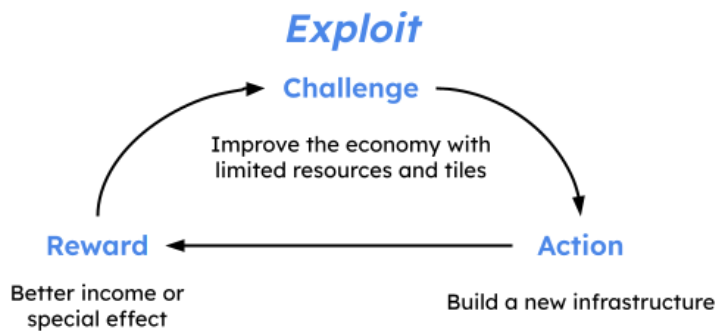 Exploit
Challenge
Improve the economy with
limited resources and tiles
Reward
Action
Better income or
special effect
Build a new infrastructure